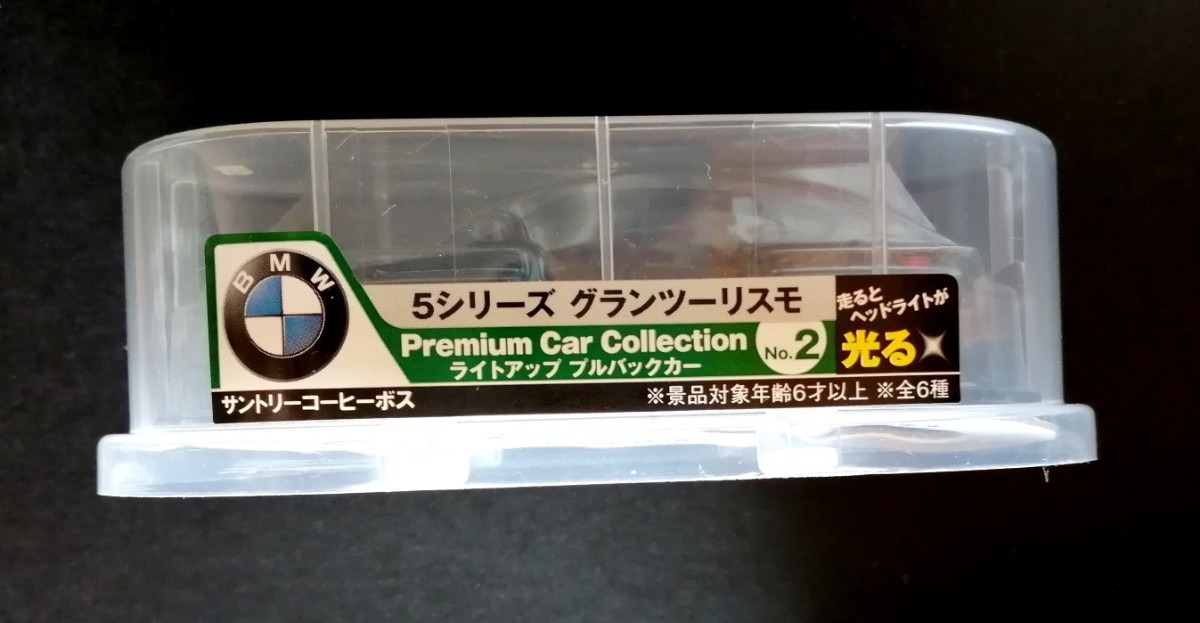 BMW
5シリーズ グランツーリスモ
Premium Car Collection No.2
ライトアップ プルバックカー
走ると
ヘッドライトが
光る
サントリーコーヒーボス
※景品対象年齢6才以上 ※全6種